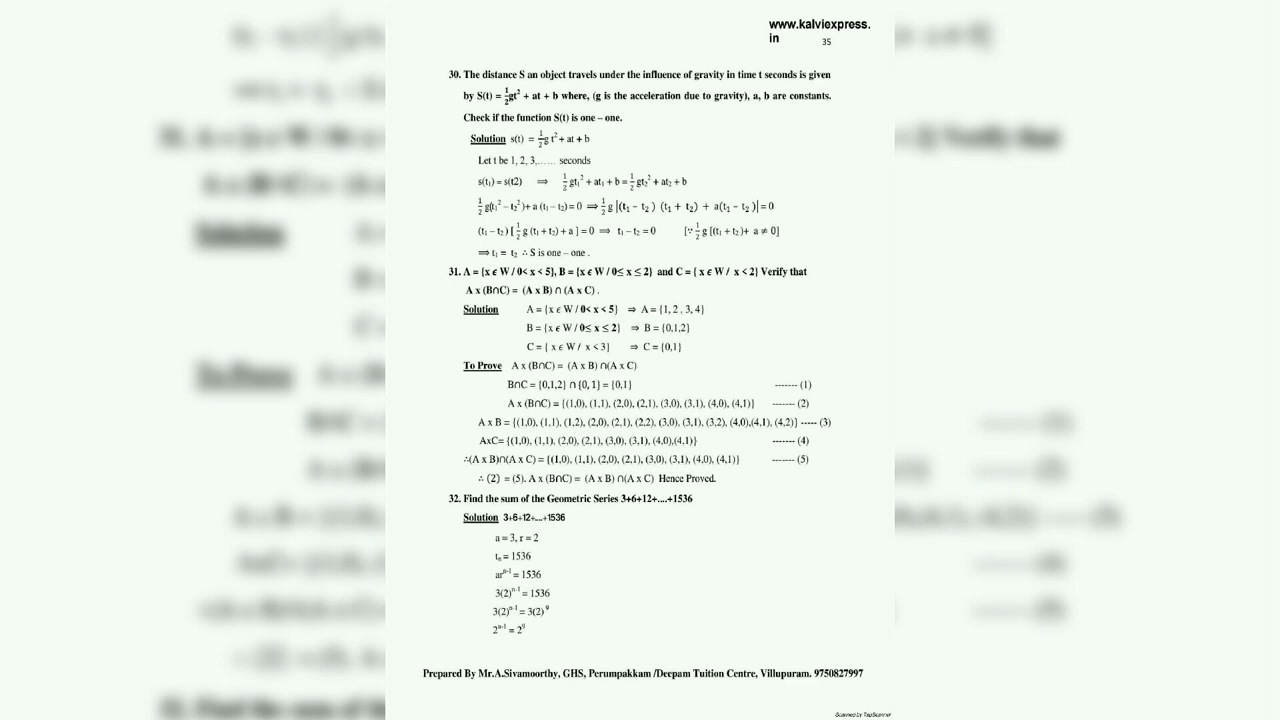 www.kalviexpress.
in
35
30. The distance S an object travels under the influence of gravity in time t seconds is given
by S(t) = ½gt² + at + b where, (g is the acceleration due to gravity), a, b are constants.
Check if the function S(t) is one – one.
Solution s(t) = ½g t² + at + b
Let t be 1, 2, 3,…… seconds
s(t₁) = s(t2) ⟹ ½ gt₁² + at₁ + b = ½ gt₂² + at₂ + b
½ g(t₁² – t₂²)+ a (t₁ – t₂) = 0 ⟹ ½ g |(t₁ – t₂ ) (t₁ + t₂) + a(t₁ – t₂ )| = 0
(t₁ – t₂) [ ½ g (t₁ + t₂) + a ] = 0 ⟹ t₁ – t₂ = 0 [∵ ½ g [(t₁ + t₂)+ a ≠ 0]
⟹ t₁ = t₂ ∴ S is one – one .
31. A = {x ϵ W / 0< x < 5}, B = {x ϵ W / 0≤ x ≤ 2} and C = { x ϵ W / x < 2} Verify that
A x (B∩C) = (A x B) ∩ (A x C) .
Solution A = {x ϵ W / 0< x < 5} ⇒ A = {1, 2 , 3, 4}
B = {x ϵ W / 0≤ x ≤ 2} ⇒ B = {0,1,2}
C = { x ϵ W / x < 3} ⇒ C = {0,1}
To Prove A x (B∩C) = (A x B) ∩(A x C)
B∩C = {0,1,2} ∩ {0, 1} = {0,1} ------- (1)
A x (B∩C) = {(1,0), (1,1), (2,0), (2,1), (3,0), (3,1), (4,0), (4,1)} ------- (2)
A x B = {(1,0), (1,1), (1,2), (2,0), (2,1), (2,2), (3,0), (3,1), (3,2), (4,0),(4,1), (4,2)} ----- (3)
AxC= {(1,0), (1,1), (2,0), (2,1), (3,0), (3,1), (4,0),(4,1)} ------- (4)
∴(A x B)∩(A x C) = {(1,0), (1,1), (2,0), (2,1), (3,0), (3,1), (4,0), (4,1)} ------- (5)
∴ (2) = (5). A x (B∩C) = (A x B) ∩(A x C) Hence Proved.
32. Find the sum of the Geometric Series 3+6+12+....+1536
Solution 3+6+12+....+1536
a = 3, r = 2
tₙ = 1536
arⁿ⁻¹ = 1536
3(2)ⁿ⁻¹ = 1536
3(2)ⁿ⁻¹ = 3(2)⁹
2ⁿ⁻¹ = 2⁹
Prepared By Mr.A.Sivamoorthy, GHS, Perumpakkam /Deepam Tuition Centre, Villupuram. 9750827997
Scanned by TapScanner